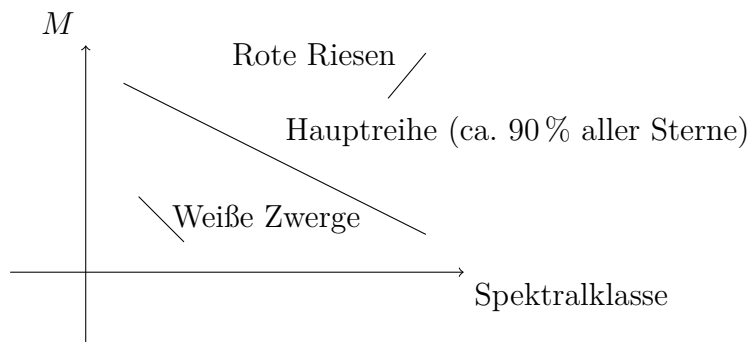 M
Rote Riesen
Hauptreihe (ca. 90 % aller Sterne)
Weiße Zwerge
Spektralklasse